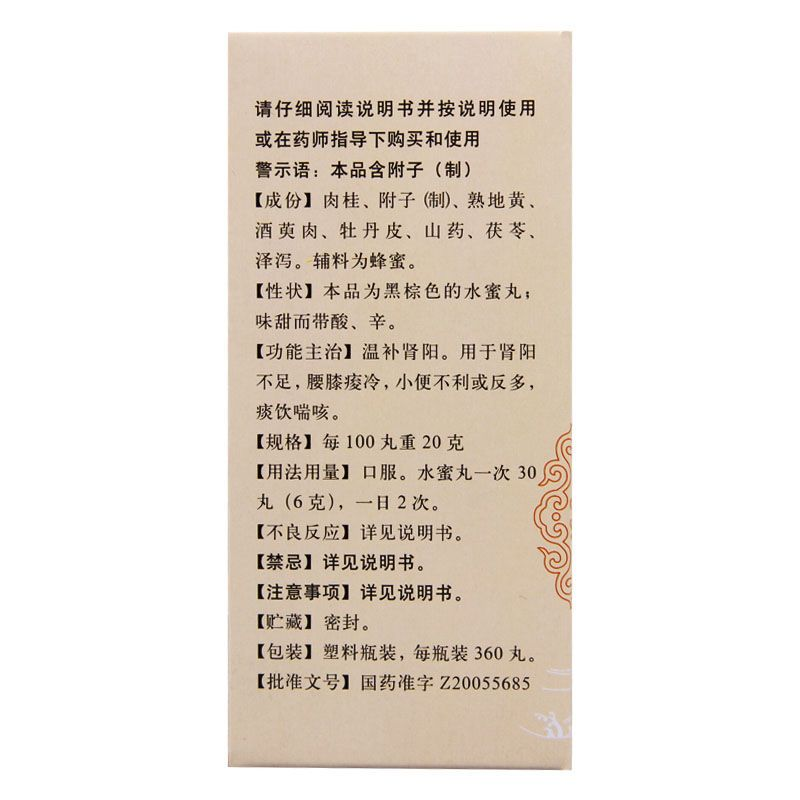 请仔细阅读说明书并按说明使用
或在药师指导下购买和使用
警示语：本品含附子（制）
【成份】肉桂、附子(制)、熟地黄、
酒萸肉、牡丹皮、山药、茯苓、
泽泻。辅料为蜂蜜。
【性状】本品为黑棕色的水蜜丸；
味甜而带酸、辛。
【功能主治】温补肾阳。用于肾阳
不足，腰膝痠冷，小便不利或反多，
痰饮喘咳。
【规格】每100丸重20克
【用法用量】口服。水蜜丸一次30
丸（6克），一日2次。
【不良反应】详见说明书。
【禁忌】详见说明书。
【注意事项】详见说明书。
【贮藏】密封。
【包装】塑料瓶装，每瓶装360丸。
【批准文号】国药准字Z20055685